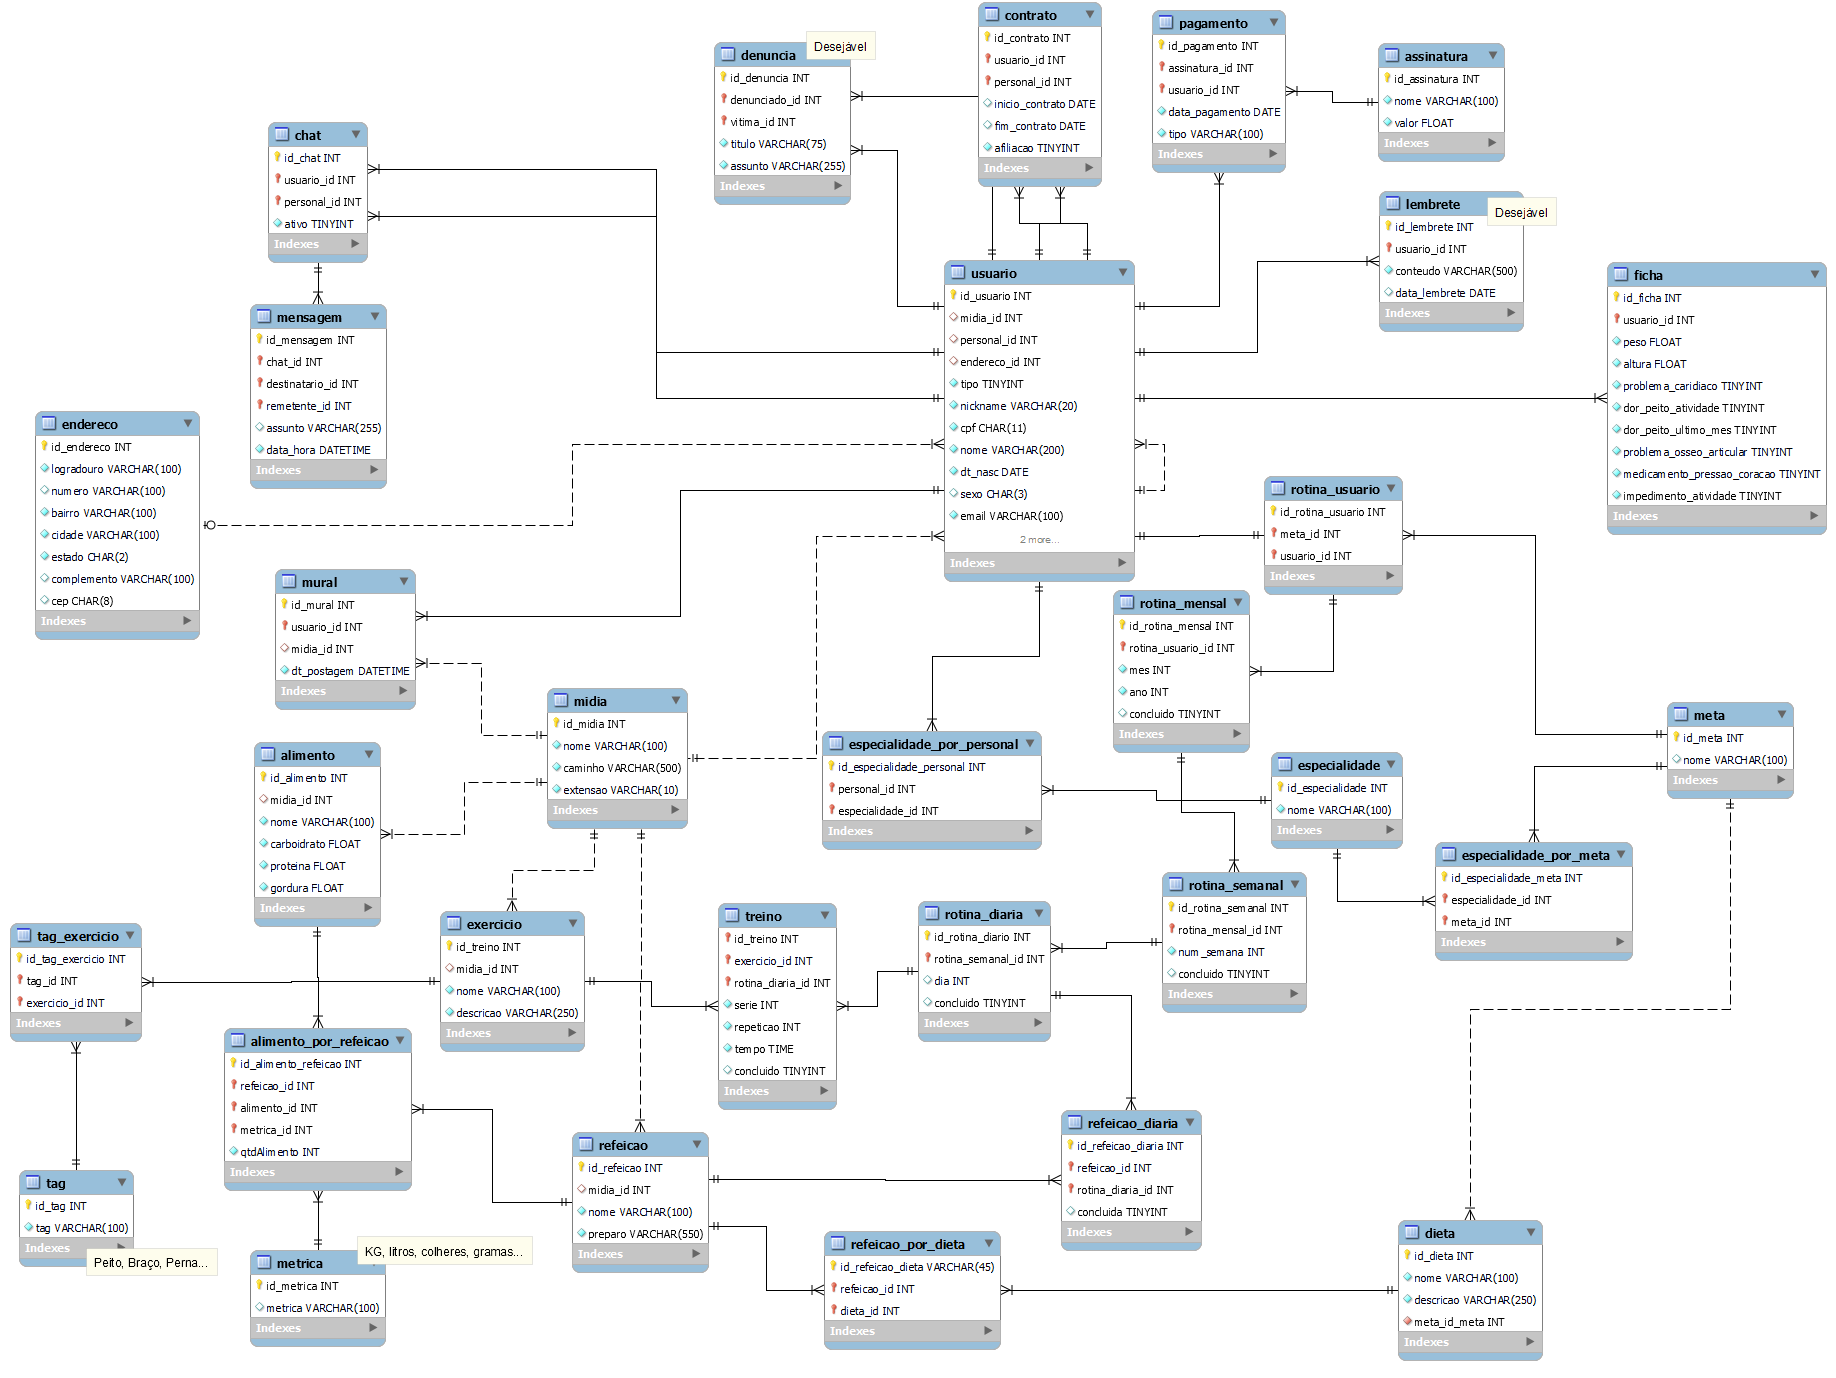 contrato
id_contrato INT
usuario_id INT
personal_id INT
inicio_contrato DATE
fim_contrato DATE
afiliacao TINYINT
Indexes
pagamento
id_pagamento INT
assinatura_id INT
usuario_id INT
data_pagamento DATE
tipo VARCHAR(100)
Indexes
assinatura
id_assinatura INT
nome VARCHAR(100)
valor FLOAT
Indexes
denuncia
Desejável
id_denuncia INT
denunciado_id INT
vitima_id INT
titulo VARCHAR(75)
assunto VARCHAR(255)
Indexes
chat
id_chat INT
usuario_id INT
personal_id INT
ativo TINYINT
Indexes
lembrete
Desejável
id_lembrete INT
usuario_id INT
conteudo VARCHAR(500)
data_lembrete DATE
Indexes
usuario
id_usuario INT
midia_id INT
personal_id INT
endereco_id INT
tipo TINYINT
nickname VARCHAR(20)
cpf CHAR(11)
nome VARCHAR(200)
dt_nasc DATE
sexo CHAR(3)
email VARCHAR(100)
2 more...
Indexes
ficha
id_ficha INT
usuario_id INT
peso FLOAT
altura FLOAT
problema_caridiaco TINYINT
dor_peito_atividade TINYINT
dor_peito_ultimo_mes TINYINT
problema_osseo_articular TINYINT
medicamento_pressao_coracao TINYINT
impedimento_atividade TINYINT
Indexes
mensagem
id_mensagem INT
chat_id INT
destinatario_id INT
remetente_id INT
assunto VARCHAR(255)
data_hora DATETIME
Indexes
endereco
id_endereco INT
logradouro VARCHAR(100)
numero VARCHAR(100)
bairro VARCHAR(100)
cidade VARCHAR(100)
estado CHAR(2)
complemento VARCHAR(100)
cep CHAR(8)
Indexes
rotina_usuario
id_rotina_usuario INT
meta_id INT
usuario_id INT
Indexes
mural
id_mural INT
usuario_id INT
midia_id INT
dt_postagem DATETIME
Indexes
rotina_mensal
id_rotina_mensal INT
rotina_usuario_id INT
mes INT
ano INT
concluido TINYINT
Indexes
midia
id_midia INT
nome VARCHAR(100)
caminho VARCHAR(500)
extensao VARCHAR(10)
Indexes
meta
id_meta INT
nome VARCHAR(100)
Indexes
especialidade_por_personal
id_especialidade_personal INT
personal_id INT
especialidade_id INT
Indexes
alimento
id_alimento INT
midia_id INT
nome VARCHAR(100)
carboidrato FLOAT
proteina FLOAT
gordura FLOAT
Indexes
especialidade
id_especialidade INT
nome VARCHAR(100)
Indexes
especialidade_por_meta
id_especialidade_meta INT
especialidade_id INT
meta_id INT
Indexes
rotina_semanal
id_rotina_semanal INT
rotina_mensal_id INT
num_semana INT
concluido TINYINT
Indexes
rotina_diaria
id_rotina_diario INT
rotina_semanal_id INT
dia INT
concluido TINYINT
Indexes
treino
id_treino INT
exercicio_id INT
rotina_diaria_id INT
serie INT
repeticao INT
tempo TIME
concluido TINYINT
Indexes
exercicio
id_treino INT
midia_id INT
nome VARCHAR(100)
descricao VARCHAR(250)
Indexes
tag_exercicio
id_tag_exercicio INT
tag_id INT
exercicio_id INT
Indexes
alimento_por_refeicao
id_alimento_refeicao INT
refeicao_id INT
alimento_id INT
metrica_id INT
qtdAlimento INT
Indexes
refeicao_diaria
id_refeicao_diaria INT
refeicao_id INT
rotina_diaria_id INT
concluida TINYINT
Indexes
refeicao
id_refeicao INT
midia_id INT
nome VARCHAR(100)
preparo VARCHAR(550)
Indexes
tag
id_tag INT
tag VARCHAR(100)
Indexes
Peito, Braço, Perna...
KG, litros, colheres, gramas...
metrica
id_metrica INT
metrica VARCHAR(100)
Indexes
refeicao_por_dieta
id_refeicao_dieta VARCHAR(45)
refeicao_id INT
dieta_id INT
Indexes
dieta
id_dieta INT
nome VARCHAR(100)
descricao VARCHAR(250)
meta_id_meta INT
Indexes